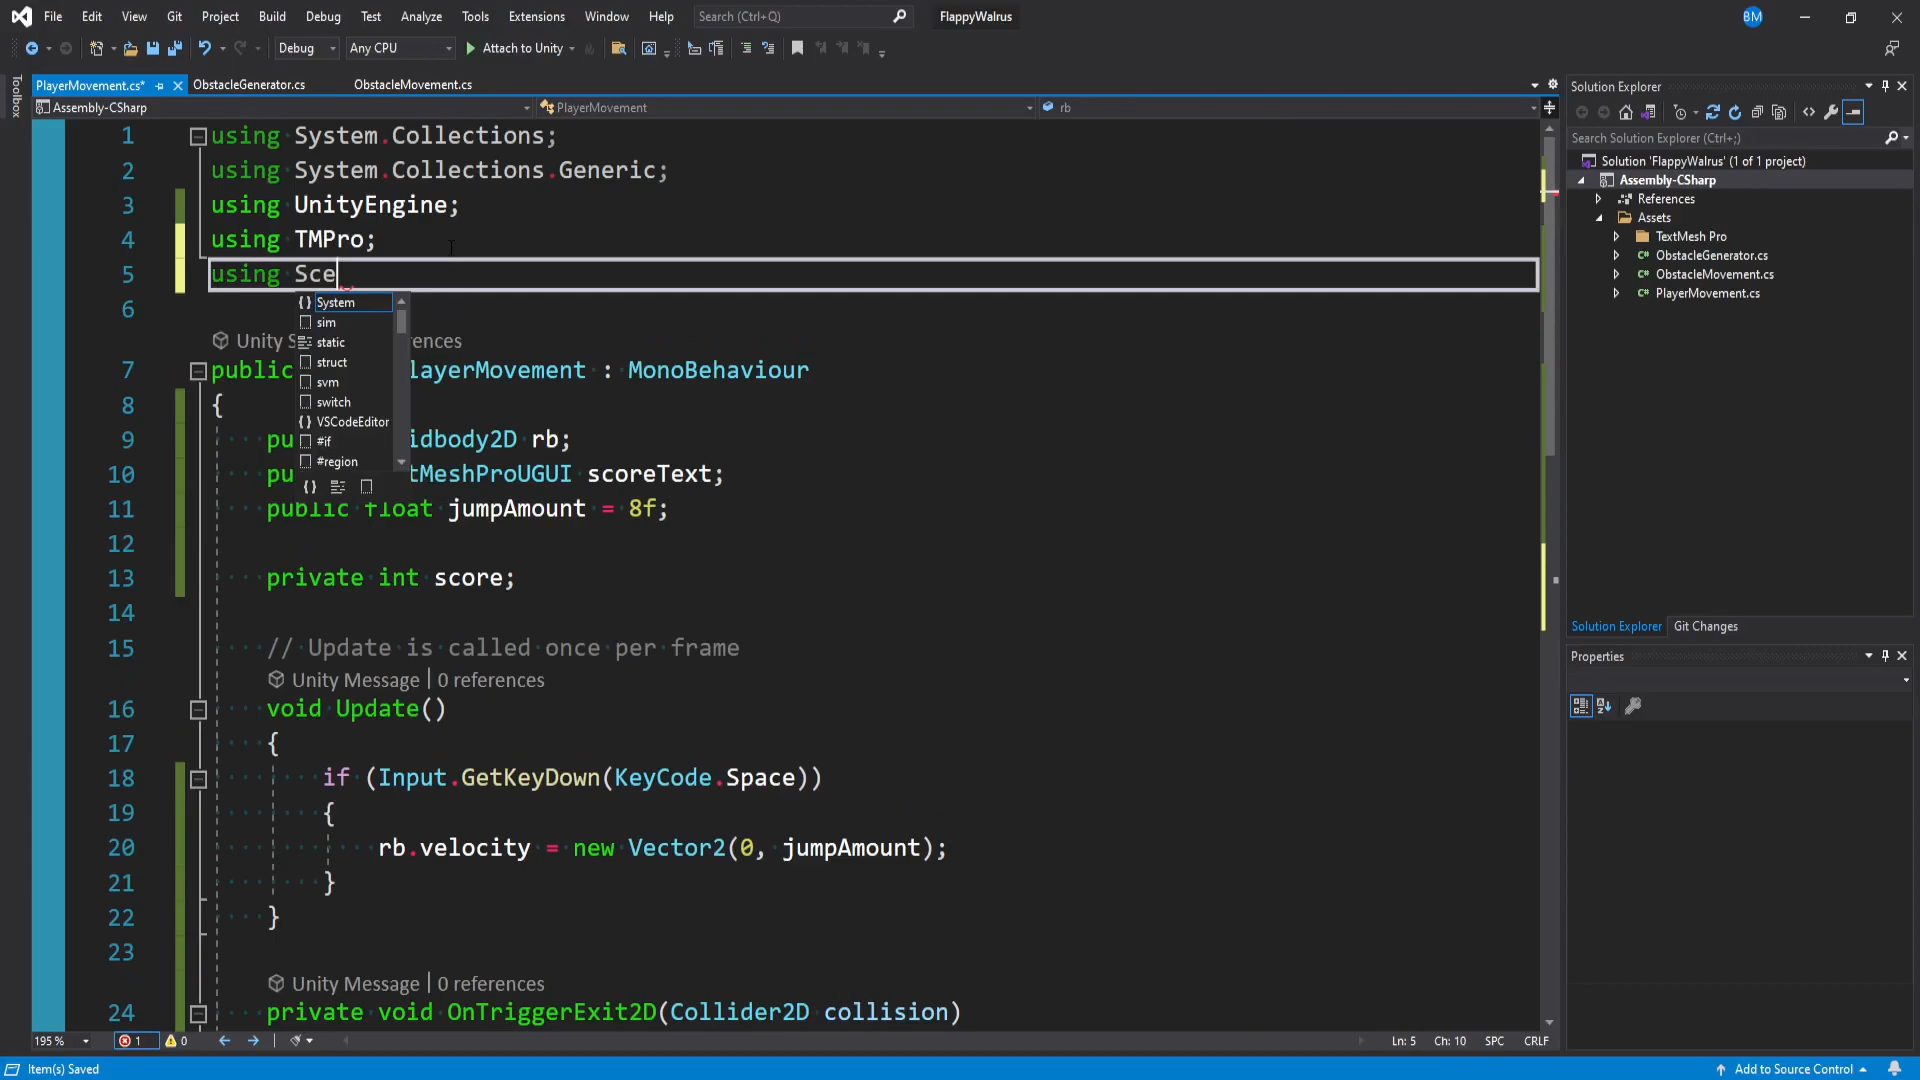 File Edit View Git Project Build Debug Test Analyze Tools Extensions Window Help Search (Ctrl+Q) FlappyWalrus BM
Debug Any CPU Attach to Unity
Toolbox
PlayerMovement.cs* ObstacleGenerator.cs ObstacleMovement.cs
Assembly-CSharp PlayerMovement rb
1 using System.Collections;
2 using System.Collections.Generic;
3 using UnityEngine;
4 using TMPro;
5 using Sce
6
System
sim
static
struct
svm
switch
VSCodeEditor
#if
#region
Unity S erences
7 public layerMovement : MonoBehaviour
8 {
9 pu idbody2D rb;
10 pu tMeshProUGUI scoreText;
11 public float jumpAmount = 8f;
12
13 private int score;
14
15 // Update is called once per frame
Unity Message | 0 references
16 void Update()
17 {
18 if (Input.GetKeyDown(KeyCode.Space))
19 {
20 rb.velocity = new Vector2(0, jumpAmount);
21 }
22 }
23
Unity Message | 0 references
24 private void OnTriggerExit2D(Collider2D collision)
195 % 1 0 Ln: 5 Ch: 10 SPC CRLF
Item(s) Saved Add to Source Control
Solution Explorer
Search Solution Explorer (Ctrl+;)
Solution 'FlappyWalrus' (1 of 1 project)
Assembly-CSharp
References
Assets
TextMesh Pro
C# ObstacleGenerator.cs
C# ObstacleMovement.cs
C# PlayerMovement.cs
Solution Explorer Git Changes
Properties